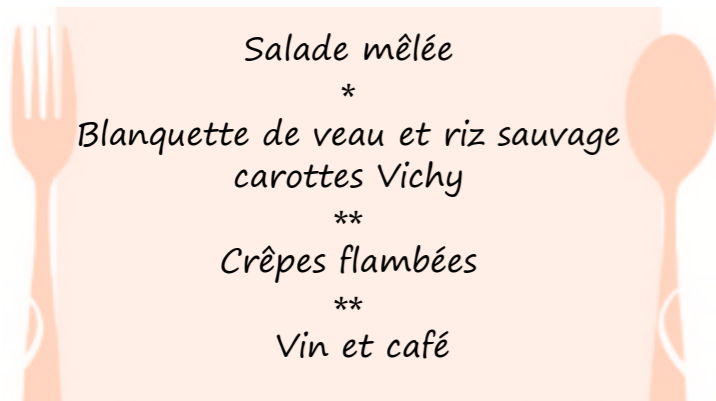 Salade mêlée
*
Blanquette de veau et riz sauvage
carottes Vichy
**
Crêpes flambées
**
Vin et café